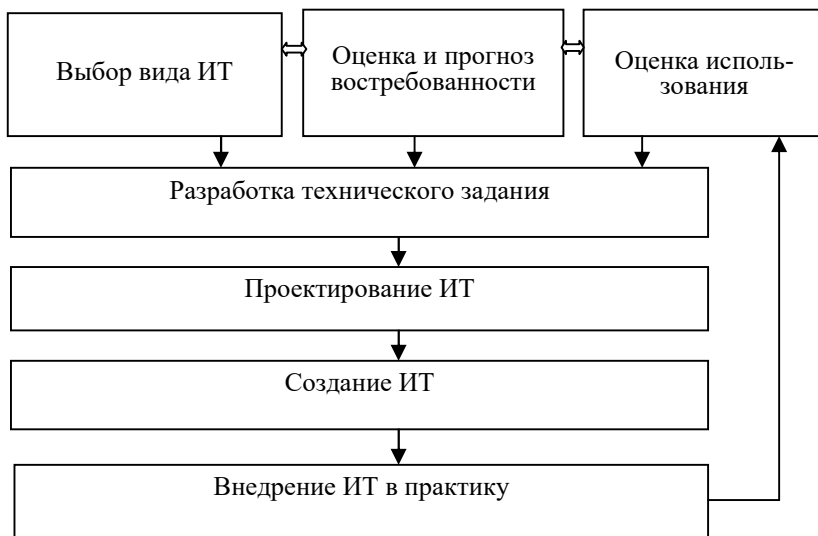 Выбор вида ИТ
Оценка и прогноз
востребованности
Оценка исполь-
зования
Разработка технического задания
Проектирование ИТ
Создание ИТ
Внедрение ИТ в практику